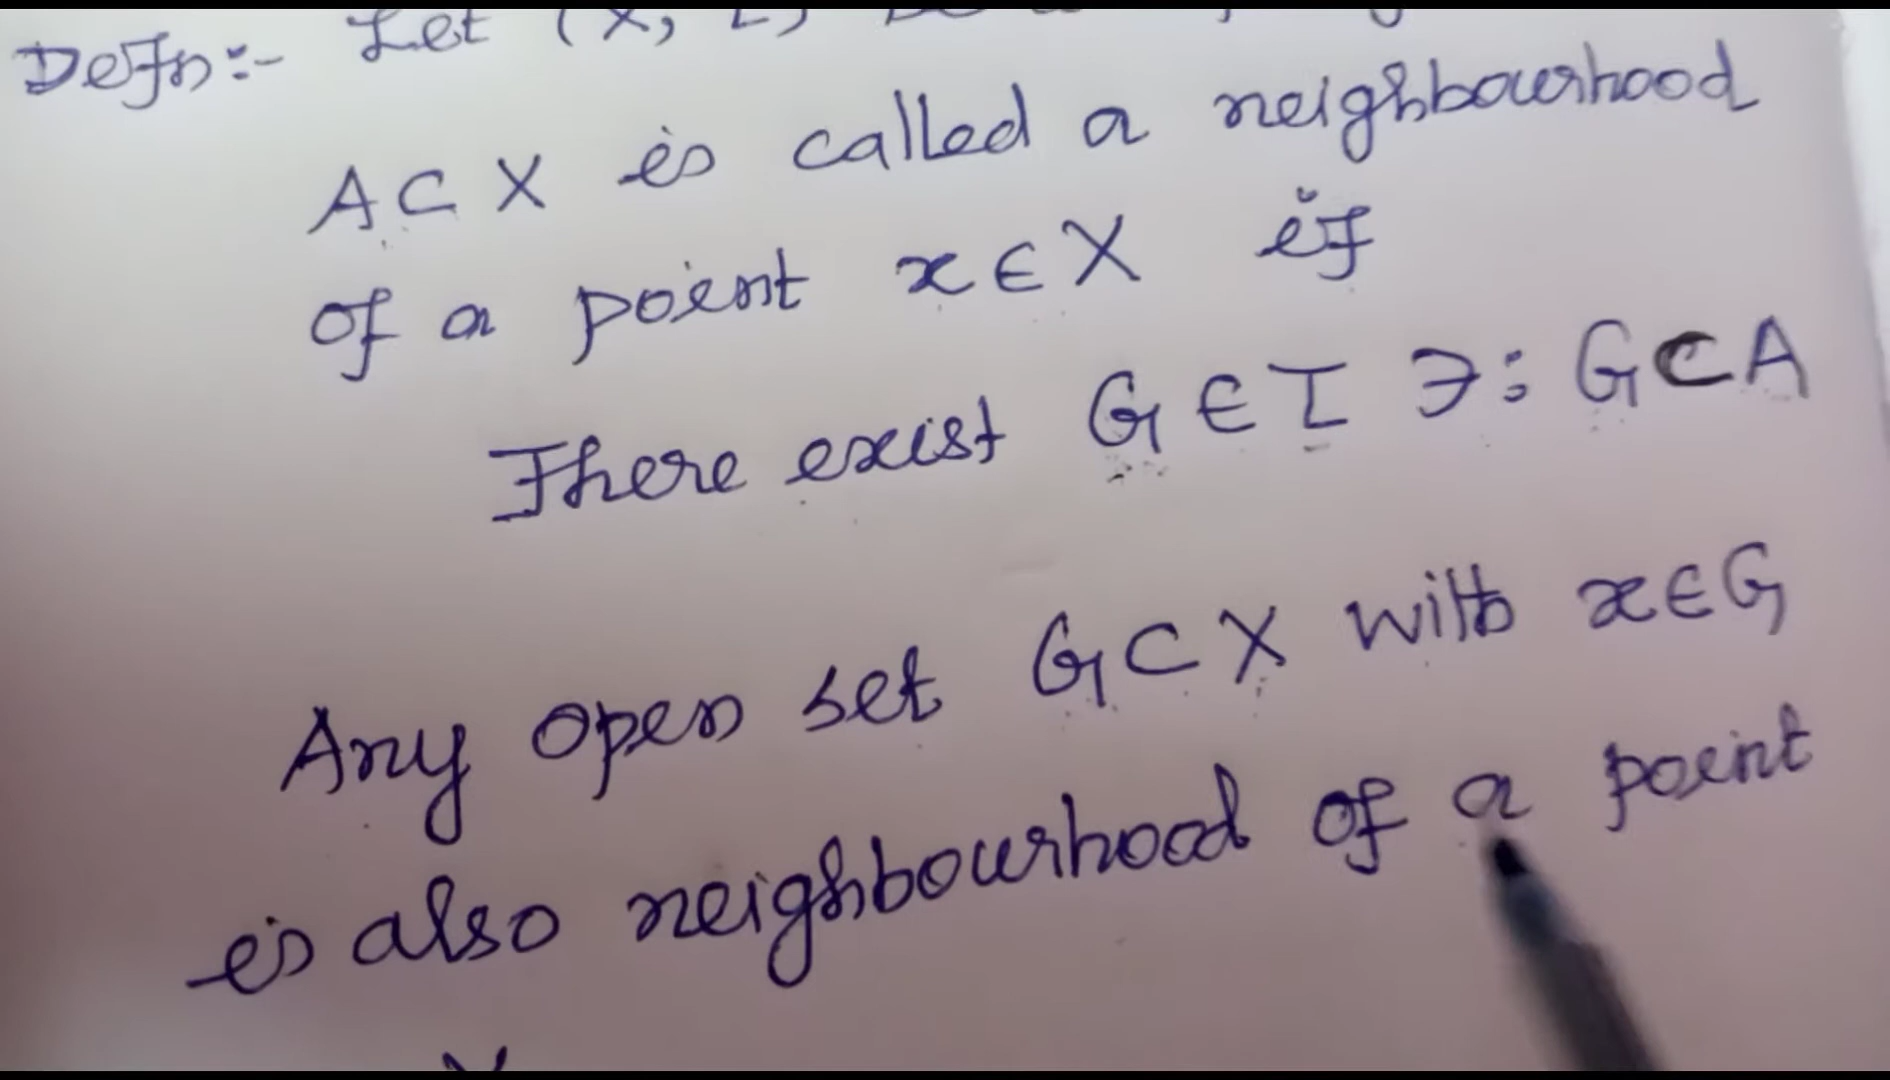 Defn:- Let (X, τ)
A ⊂ X is called a neighbourhood
of a point x ∈ X if
There exist G ∈ τ ∋: G ⊂ A
Any open set G ⊂ X with x ∈ G
is also neighbourhood of a point